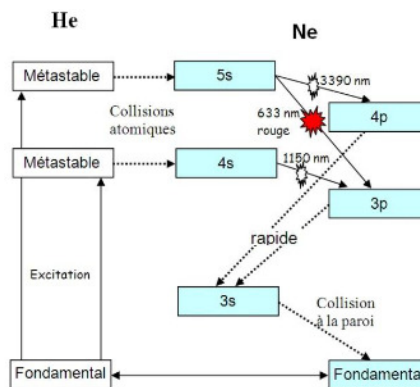 He
Ne
Métastable
5s
3390 nm
4p
Collisions
atomiques
633 nm
rouge
Métastable
4s
1150 nm
3p
rapide
Excitation
3s
Collision
à la paroi
Fondamental
Fondamental